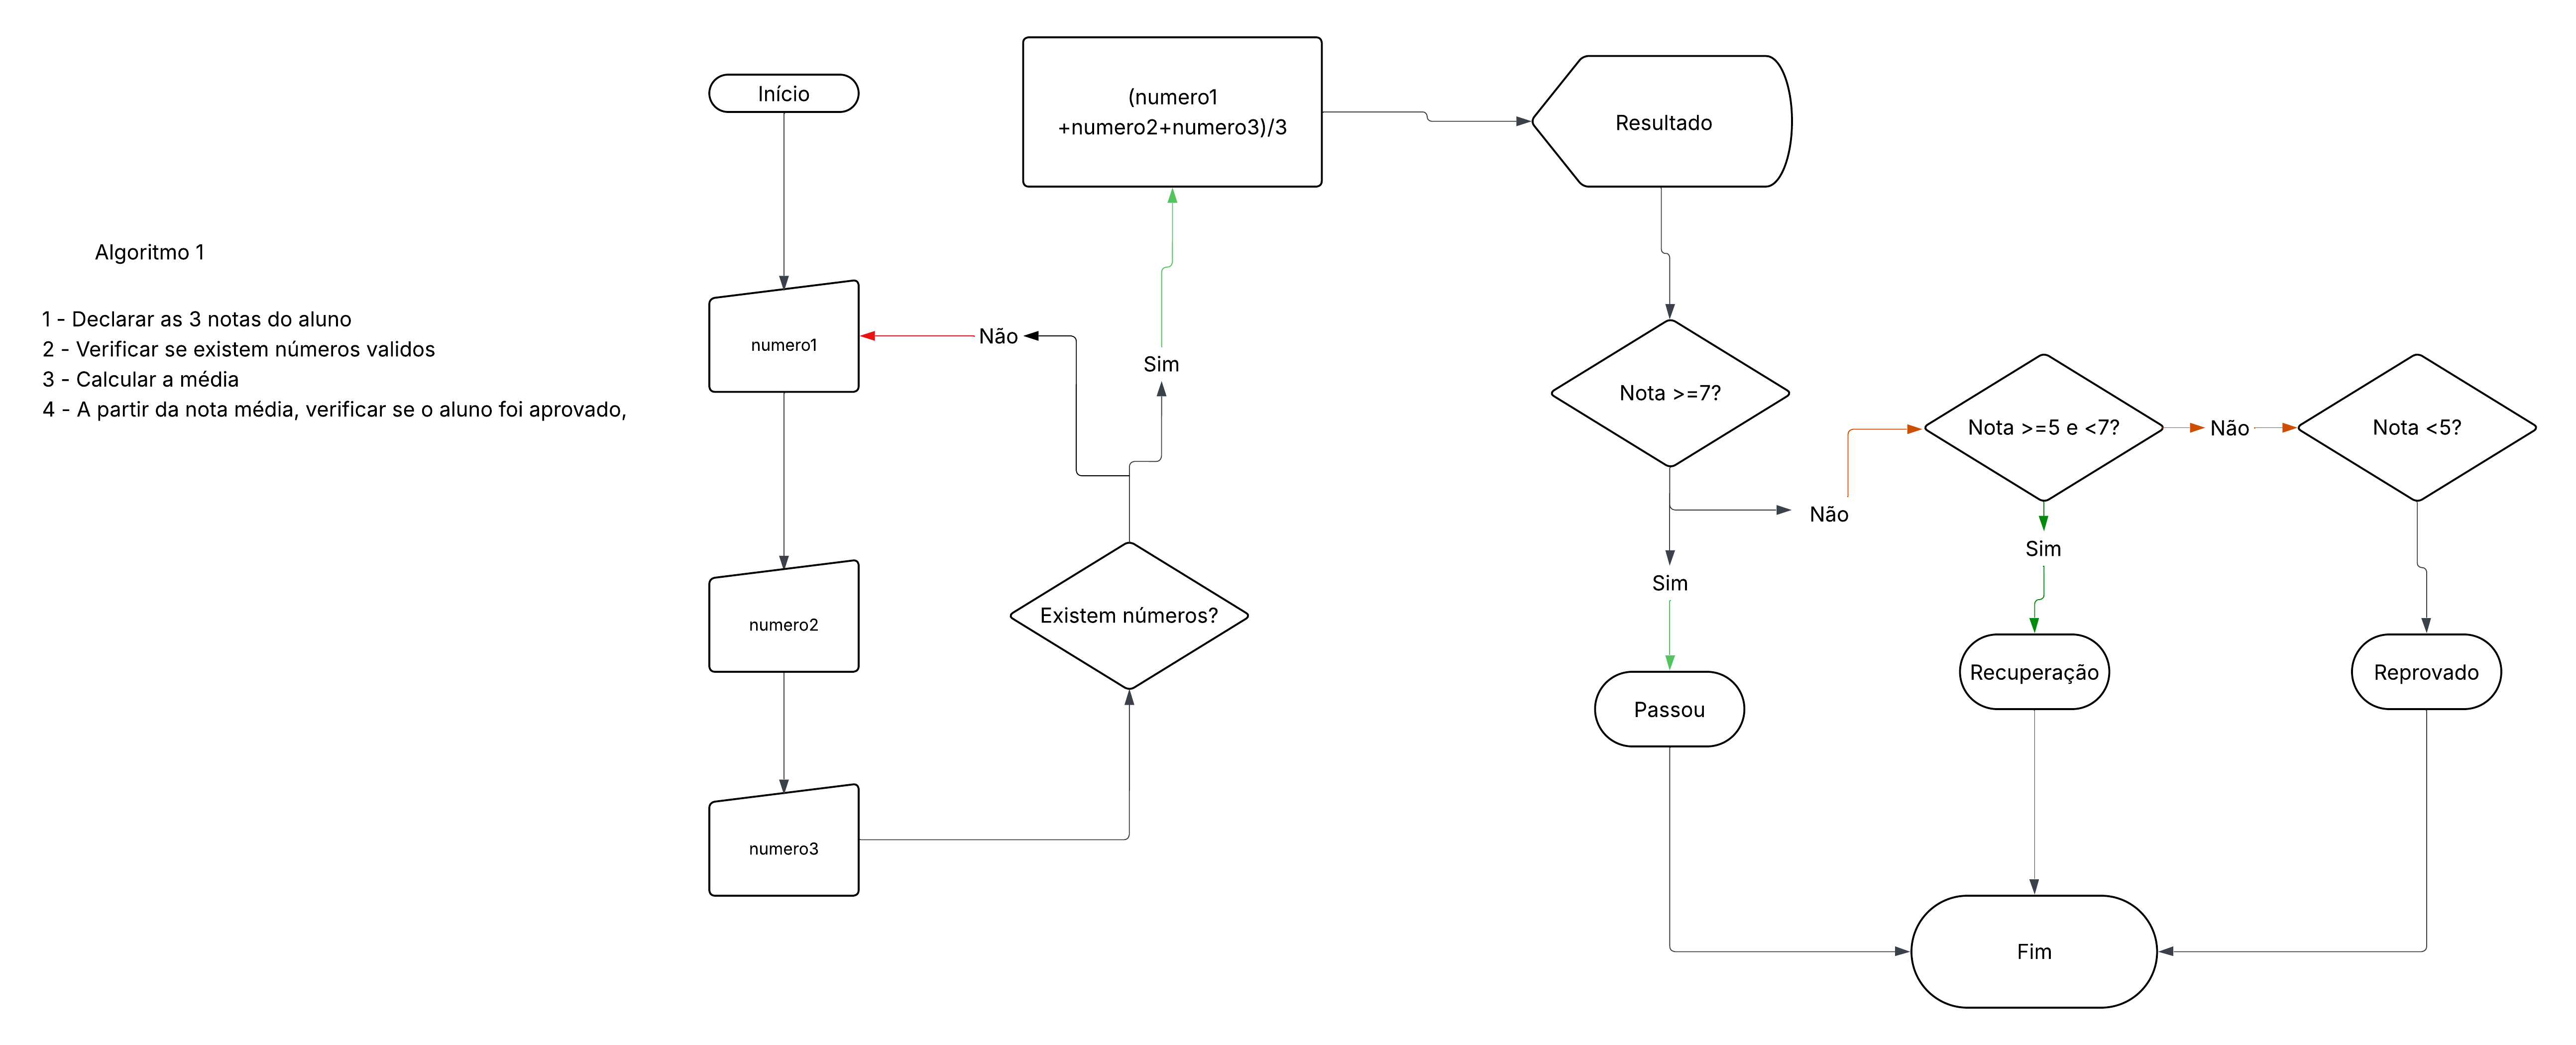 Algoritmo 1
1 - Declarar as 3 notas do aluno
2 - Verificar se existem números validos
3 - Calcular a média
4 - A partir da nota média, verificar se o aluno foi aprovado,
Início
numero1
numero2
numero3
Existem números?
Não
Sim
(numero1
+numero2+numero3)/3
Resultado
Nota >=7?
Não
Sim
Passou
Nota >=5 e <7?
Sim
Recuperação
Não
Nota <5?
Reprovado
Fim